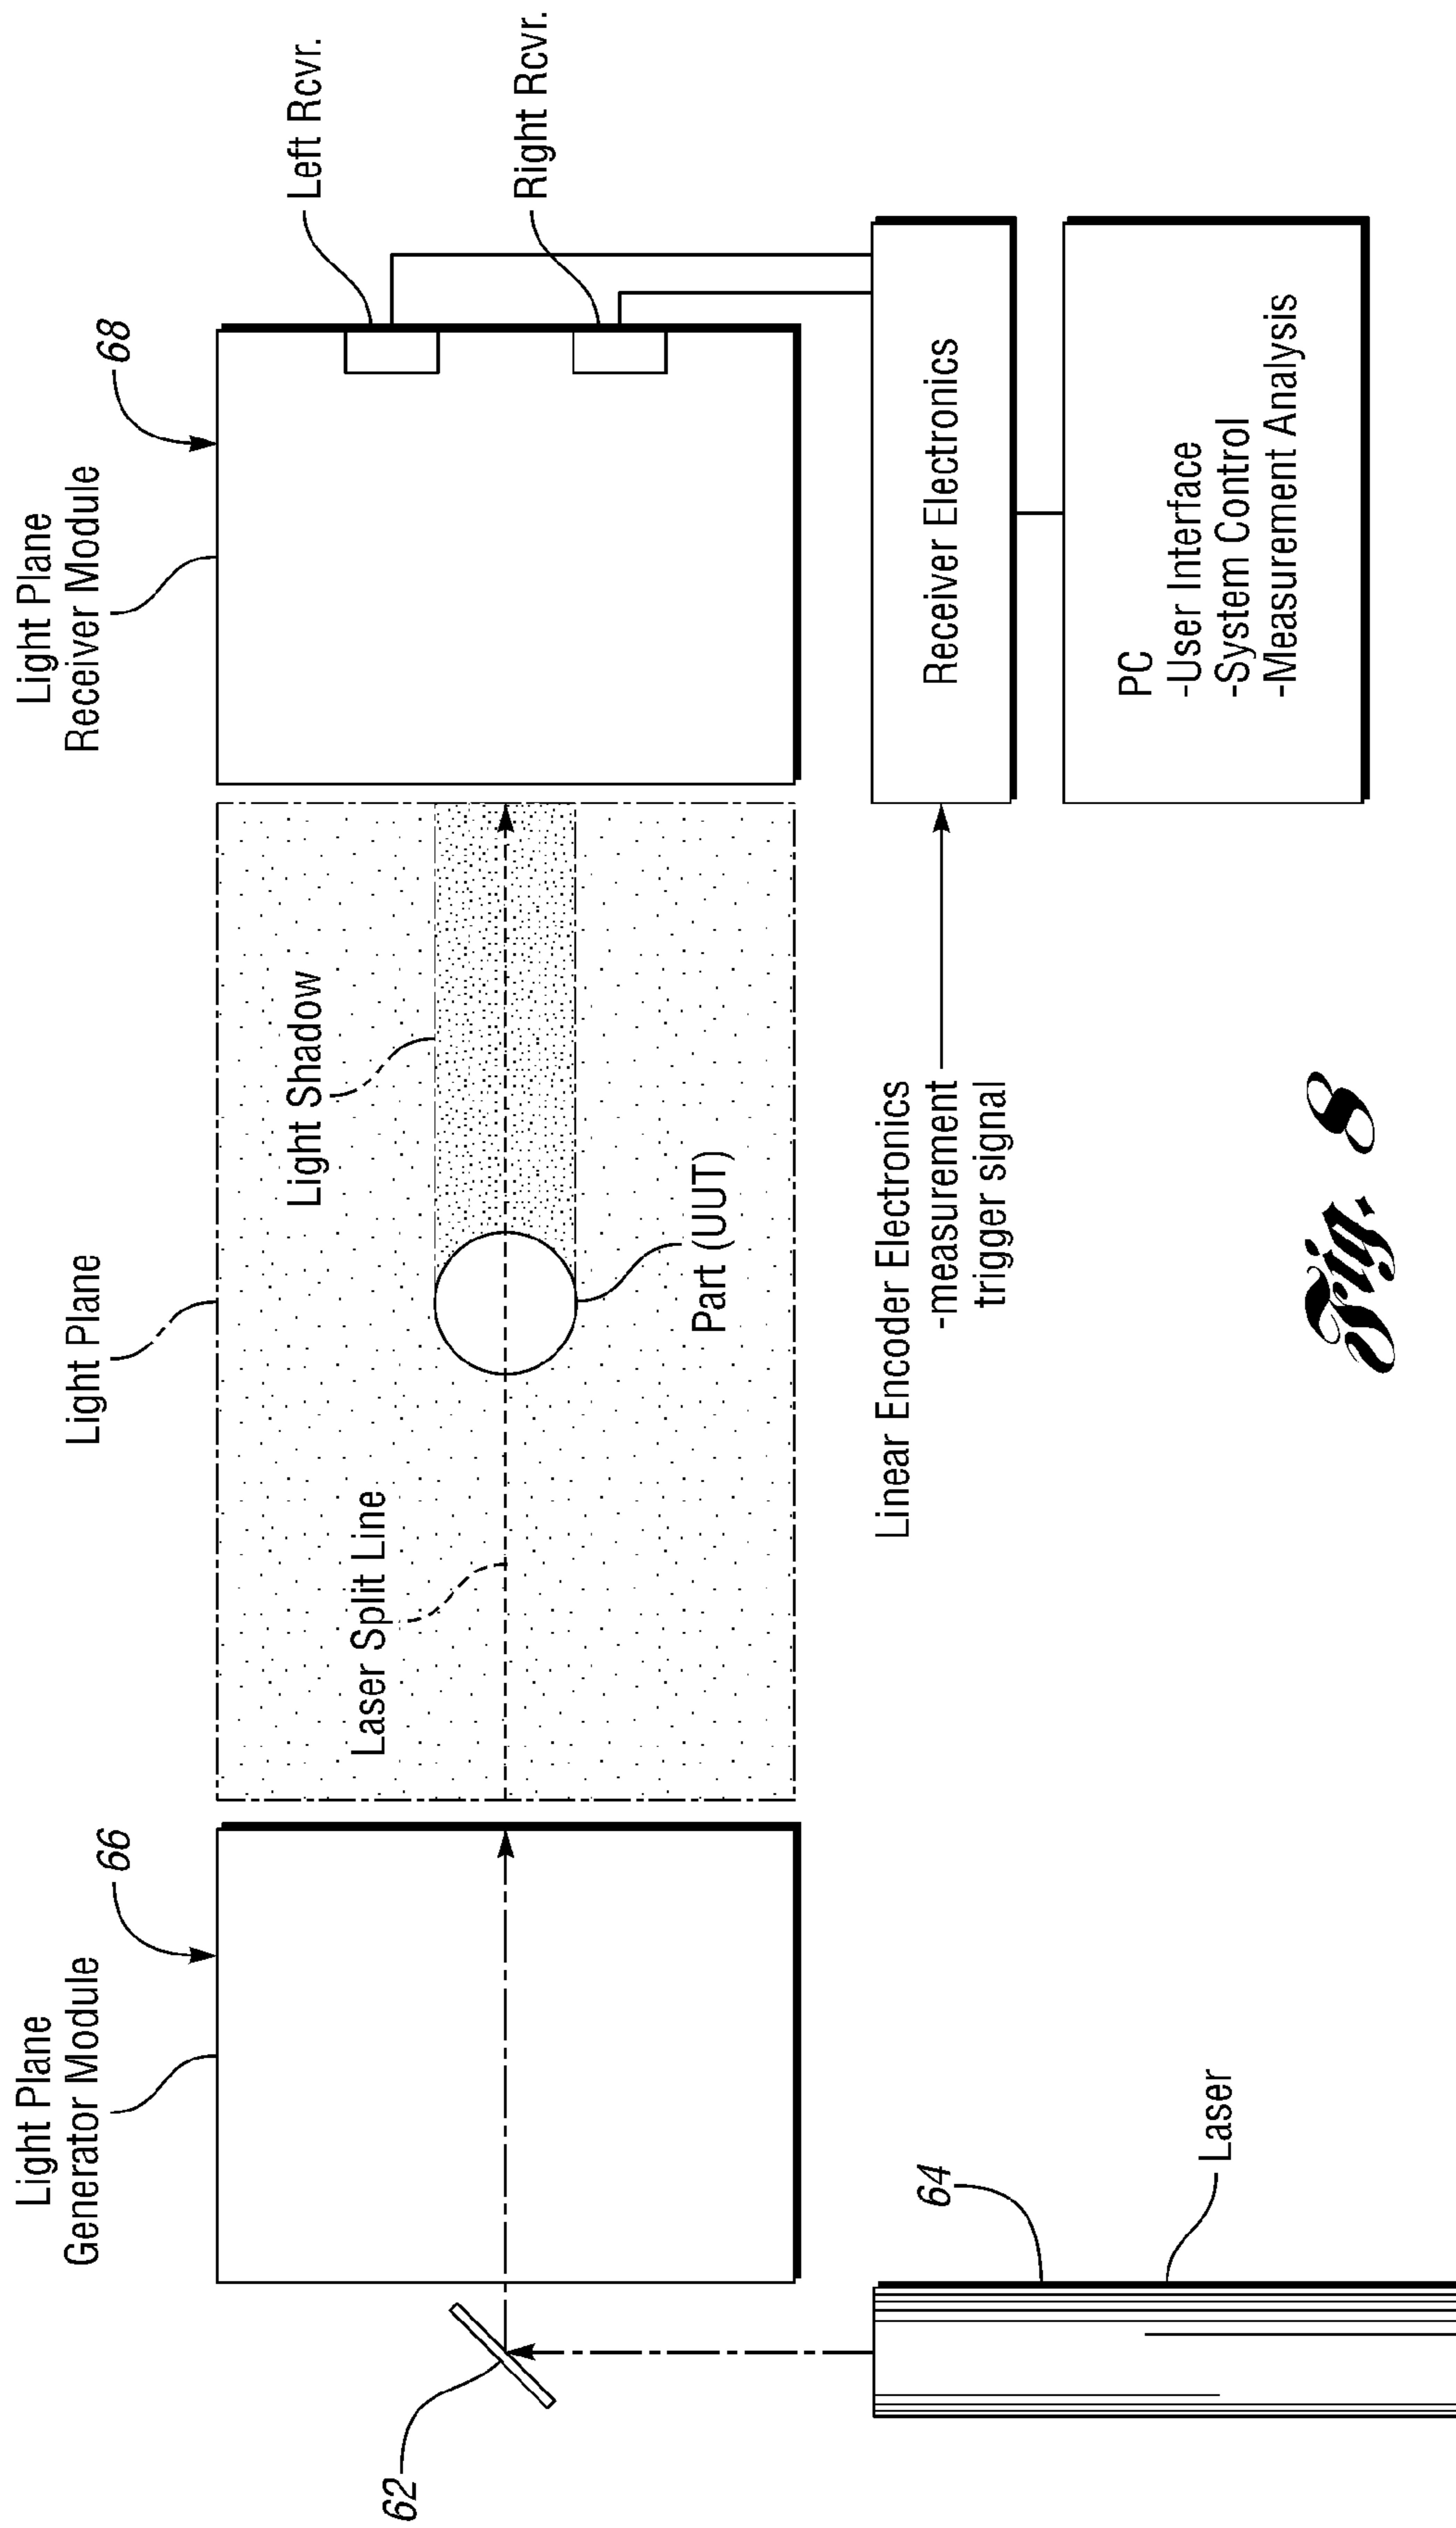 Light Plane
Generator Module
66
Light Plane
Light Plane
Receiver Module
68
Left Rcvr.
Right Rcvr.
Laser Split Line
Light Shadow
Part (UUT)
62
64
Laser
Linear Encoder Electronics
-measurement
trigger signal
Receiver Electronics
PC
-User Interface
-System Control
-Measurement Analysis
Fig. 8